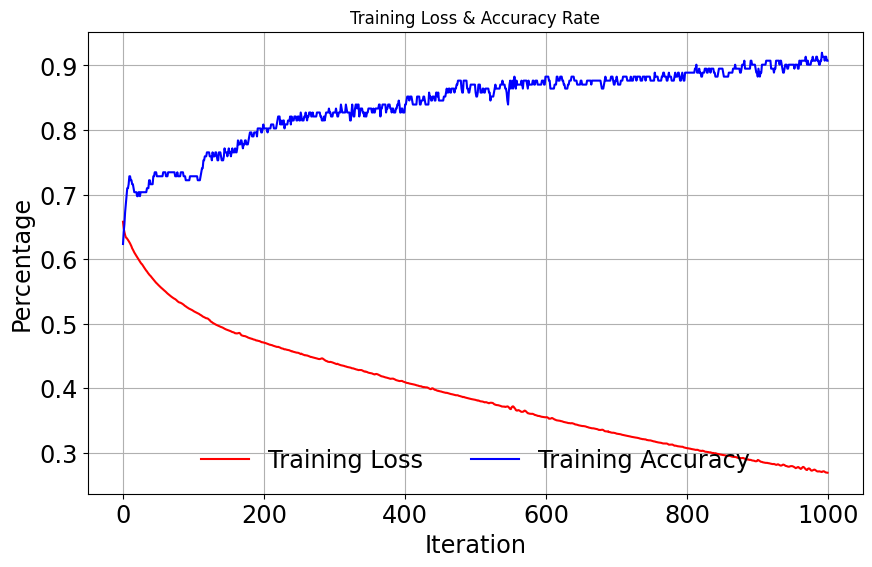 Training Loss & Accuracy Rate
Percentage
0.9
0.8
0.7
0.6
0.5
0.4
0.3
Training Loss Training Accuracy
0 200 400 600 800 1000
Iteration